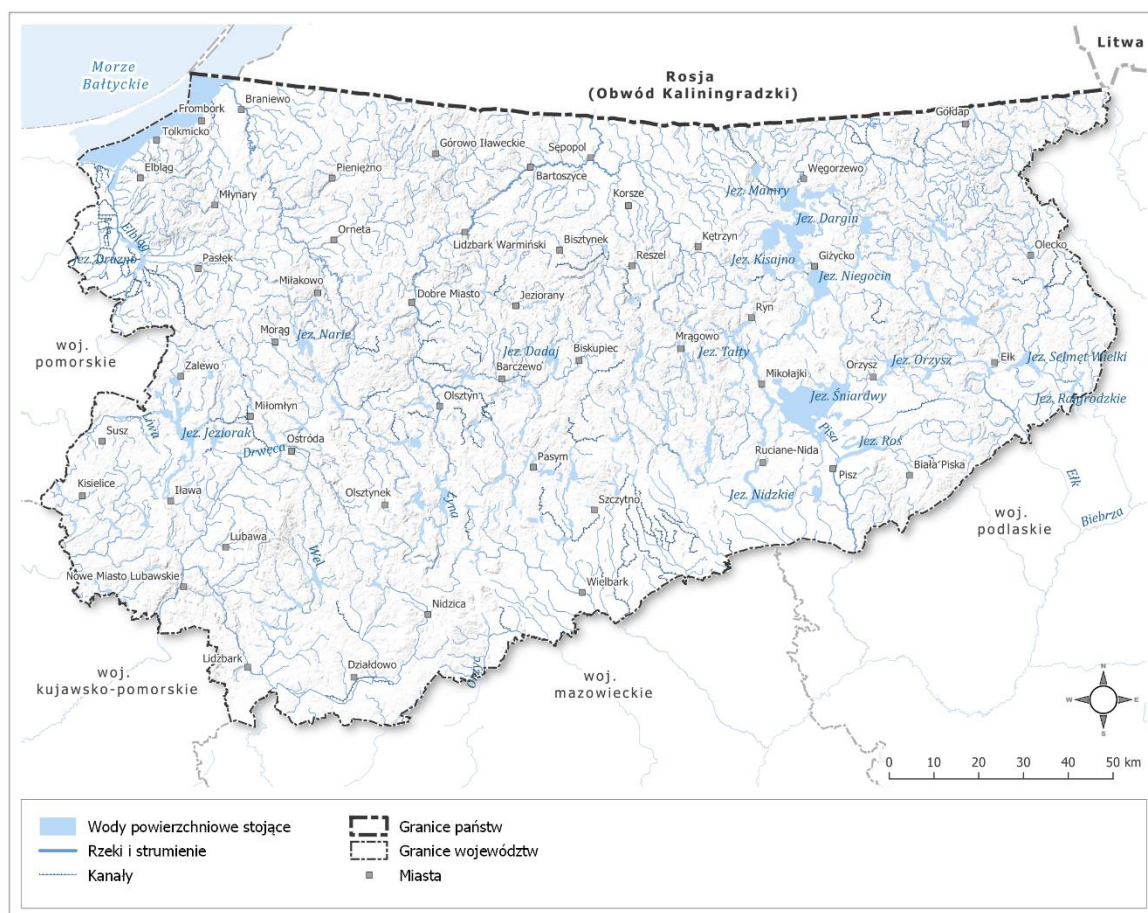 Litwa
Morze
Bałtyckie
Rosja
(Obwód Kaliningradzki)
Frombork
Braniewo
Gołdap
Tolkmicko
Sępopol
Górowo Iławeckie
Elbląg
Pieniężno
Bartoszyce
Węgorzewo
Jez. Mamry
Młynary
Korsze
Jez. Dargin
Elbląg
Orneta
Lidzbark Warmiński
Bisztynek
Kętrzyn
Olecko
Jez. Drużno
Pasłęk
Reszel
Jez. Kisajno
Giżycko
Jez. Niegocin
Miłakowo
Dobre Miasto
Jeziorany
Ryn
woj.
pomorskie
Morąg
Jez. Narie
Jez. Dadaj
Biskupiec
Mrągowo
Jez. Tałty
Orzysz
Jez. Orzysz
Ełk
Jez. Selmęt Wielki
Zalewo
Barczewo
Mikołajki
Jez. Śniardwy
Jez. Rajgrodzkie
Liwa
Miłomłyn
Olsztyn
Susz
Jez. Jeziorak
Drwęca
Ostróda
Pisa
Jez. Roś
Ruciane-Nida
Pisz
Biała Piska
Pasym
Kisielice
Iława
Olsztynek
Łyna
Szczytno
Jez. Nidzkie
Ełk
Biebrza
woj.
podlaskie
Lubawa
Wel
Nowe Miasto Lubawskie
Wielbark
Nidzica
woj.
kujawsko-pomorskie
Lidzbark
Działdowo
Orzyc
woj.
mazowieckie
N
W
E
S
0 10 20 30 40 50 km
Wody powierzchniowe stojące
Rzeki i strumienie
Kanały
Granice państw
Granice województw
Miasta